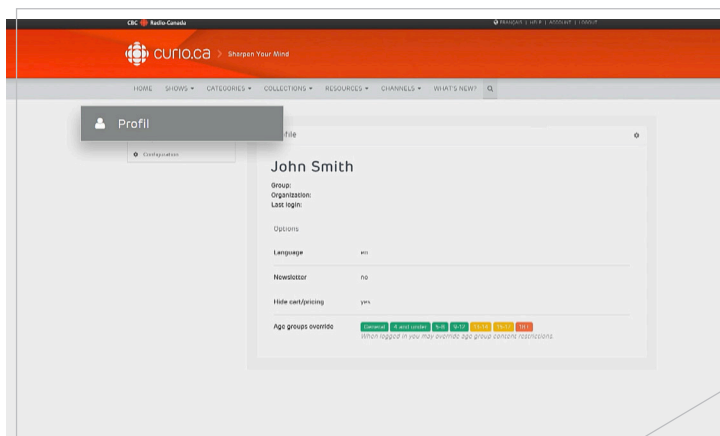 CBC Radio-Canada
FRANÇAIS | HELP | ACCOUNT | LOGOUT
curio.ca > Sharpen Your Mind
HOME SHOWS CATEGORIES COLLECTIONS RESOURCES CHANNELS WHAT'S NEW?
Profil
file
Configuration
John Smith
Group:
Organization:
Last login:
Options
Language en
Newsletter no
Hide cart/pricing yes
Age groups override General 4 and under 5-8 9-12 13-14 15-17 18+
When logged in you may override age group content restrictions.